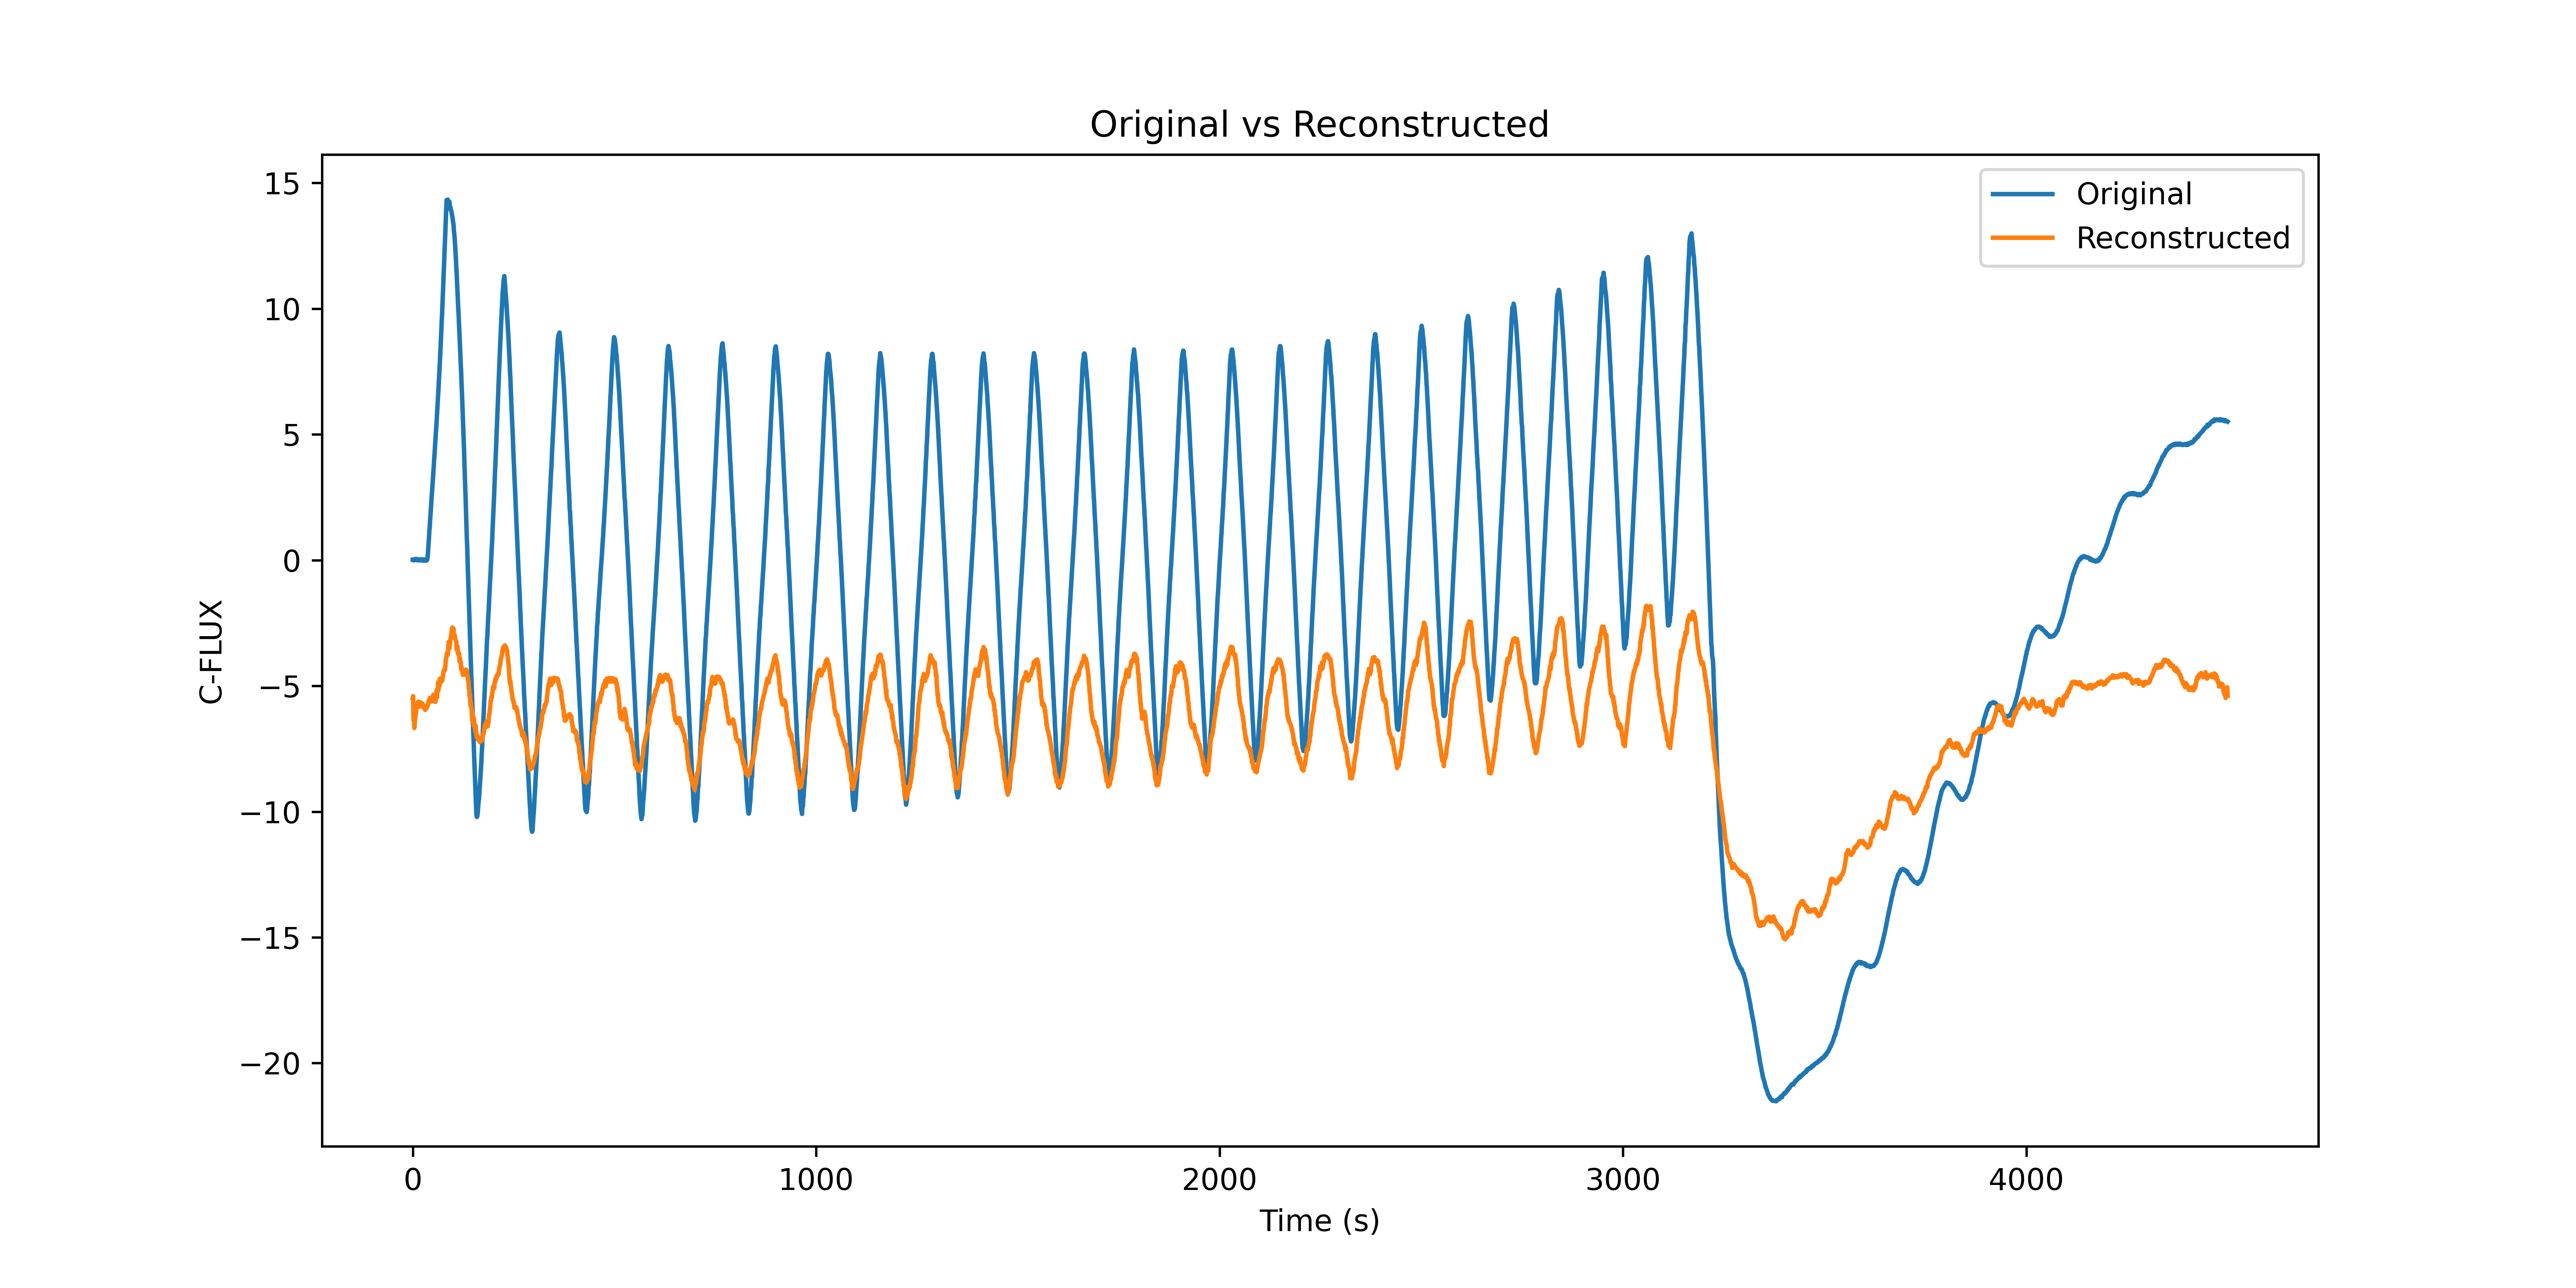 Original vs Reconstructed
Original
Reconstructed
C-FLUX
15
10
5
0
−5
−10
−15
−20
0 1000 2000 3000 4000
Time (s)